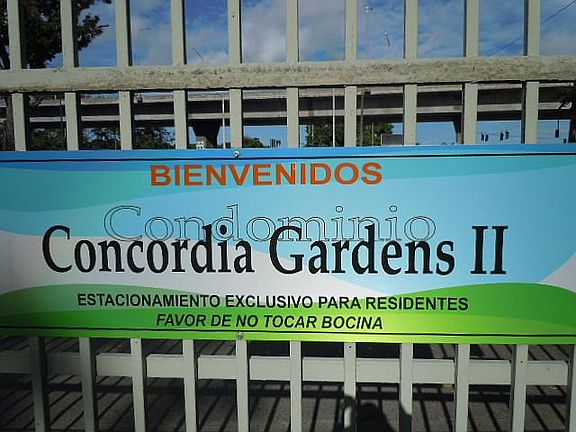 BIENVENIDOS
Condominio
Concordia Gardens II
ESTACIONAMIENTO EXCLUSIVO PARA RESIDENTES
FAVOR DE NO TOCAR BOCINA